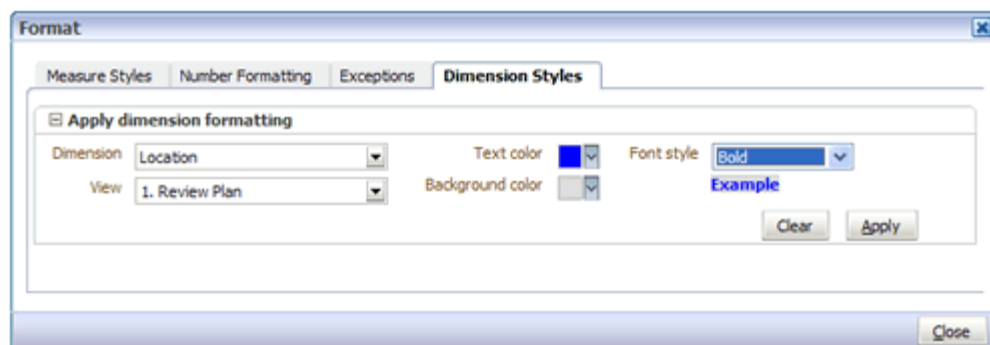 Format
Measure Styles Number Formatting Exceptions Dimension Styles
Apply dimension formatting
Dimension Location Text color Font style Bold
View 1. Review Plan Background color Example
Clear Apply
Close